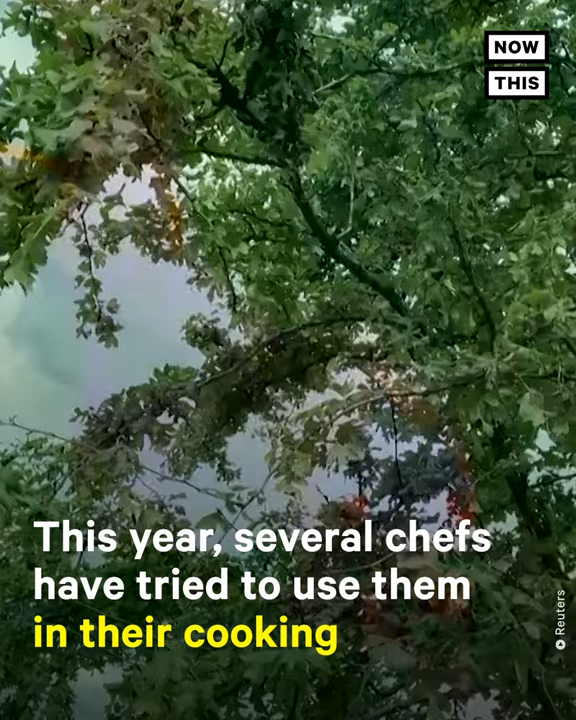 NOW
THIS
This year, several chefs
have tried to use them
in their cooking
Reuters